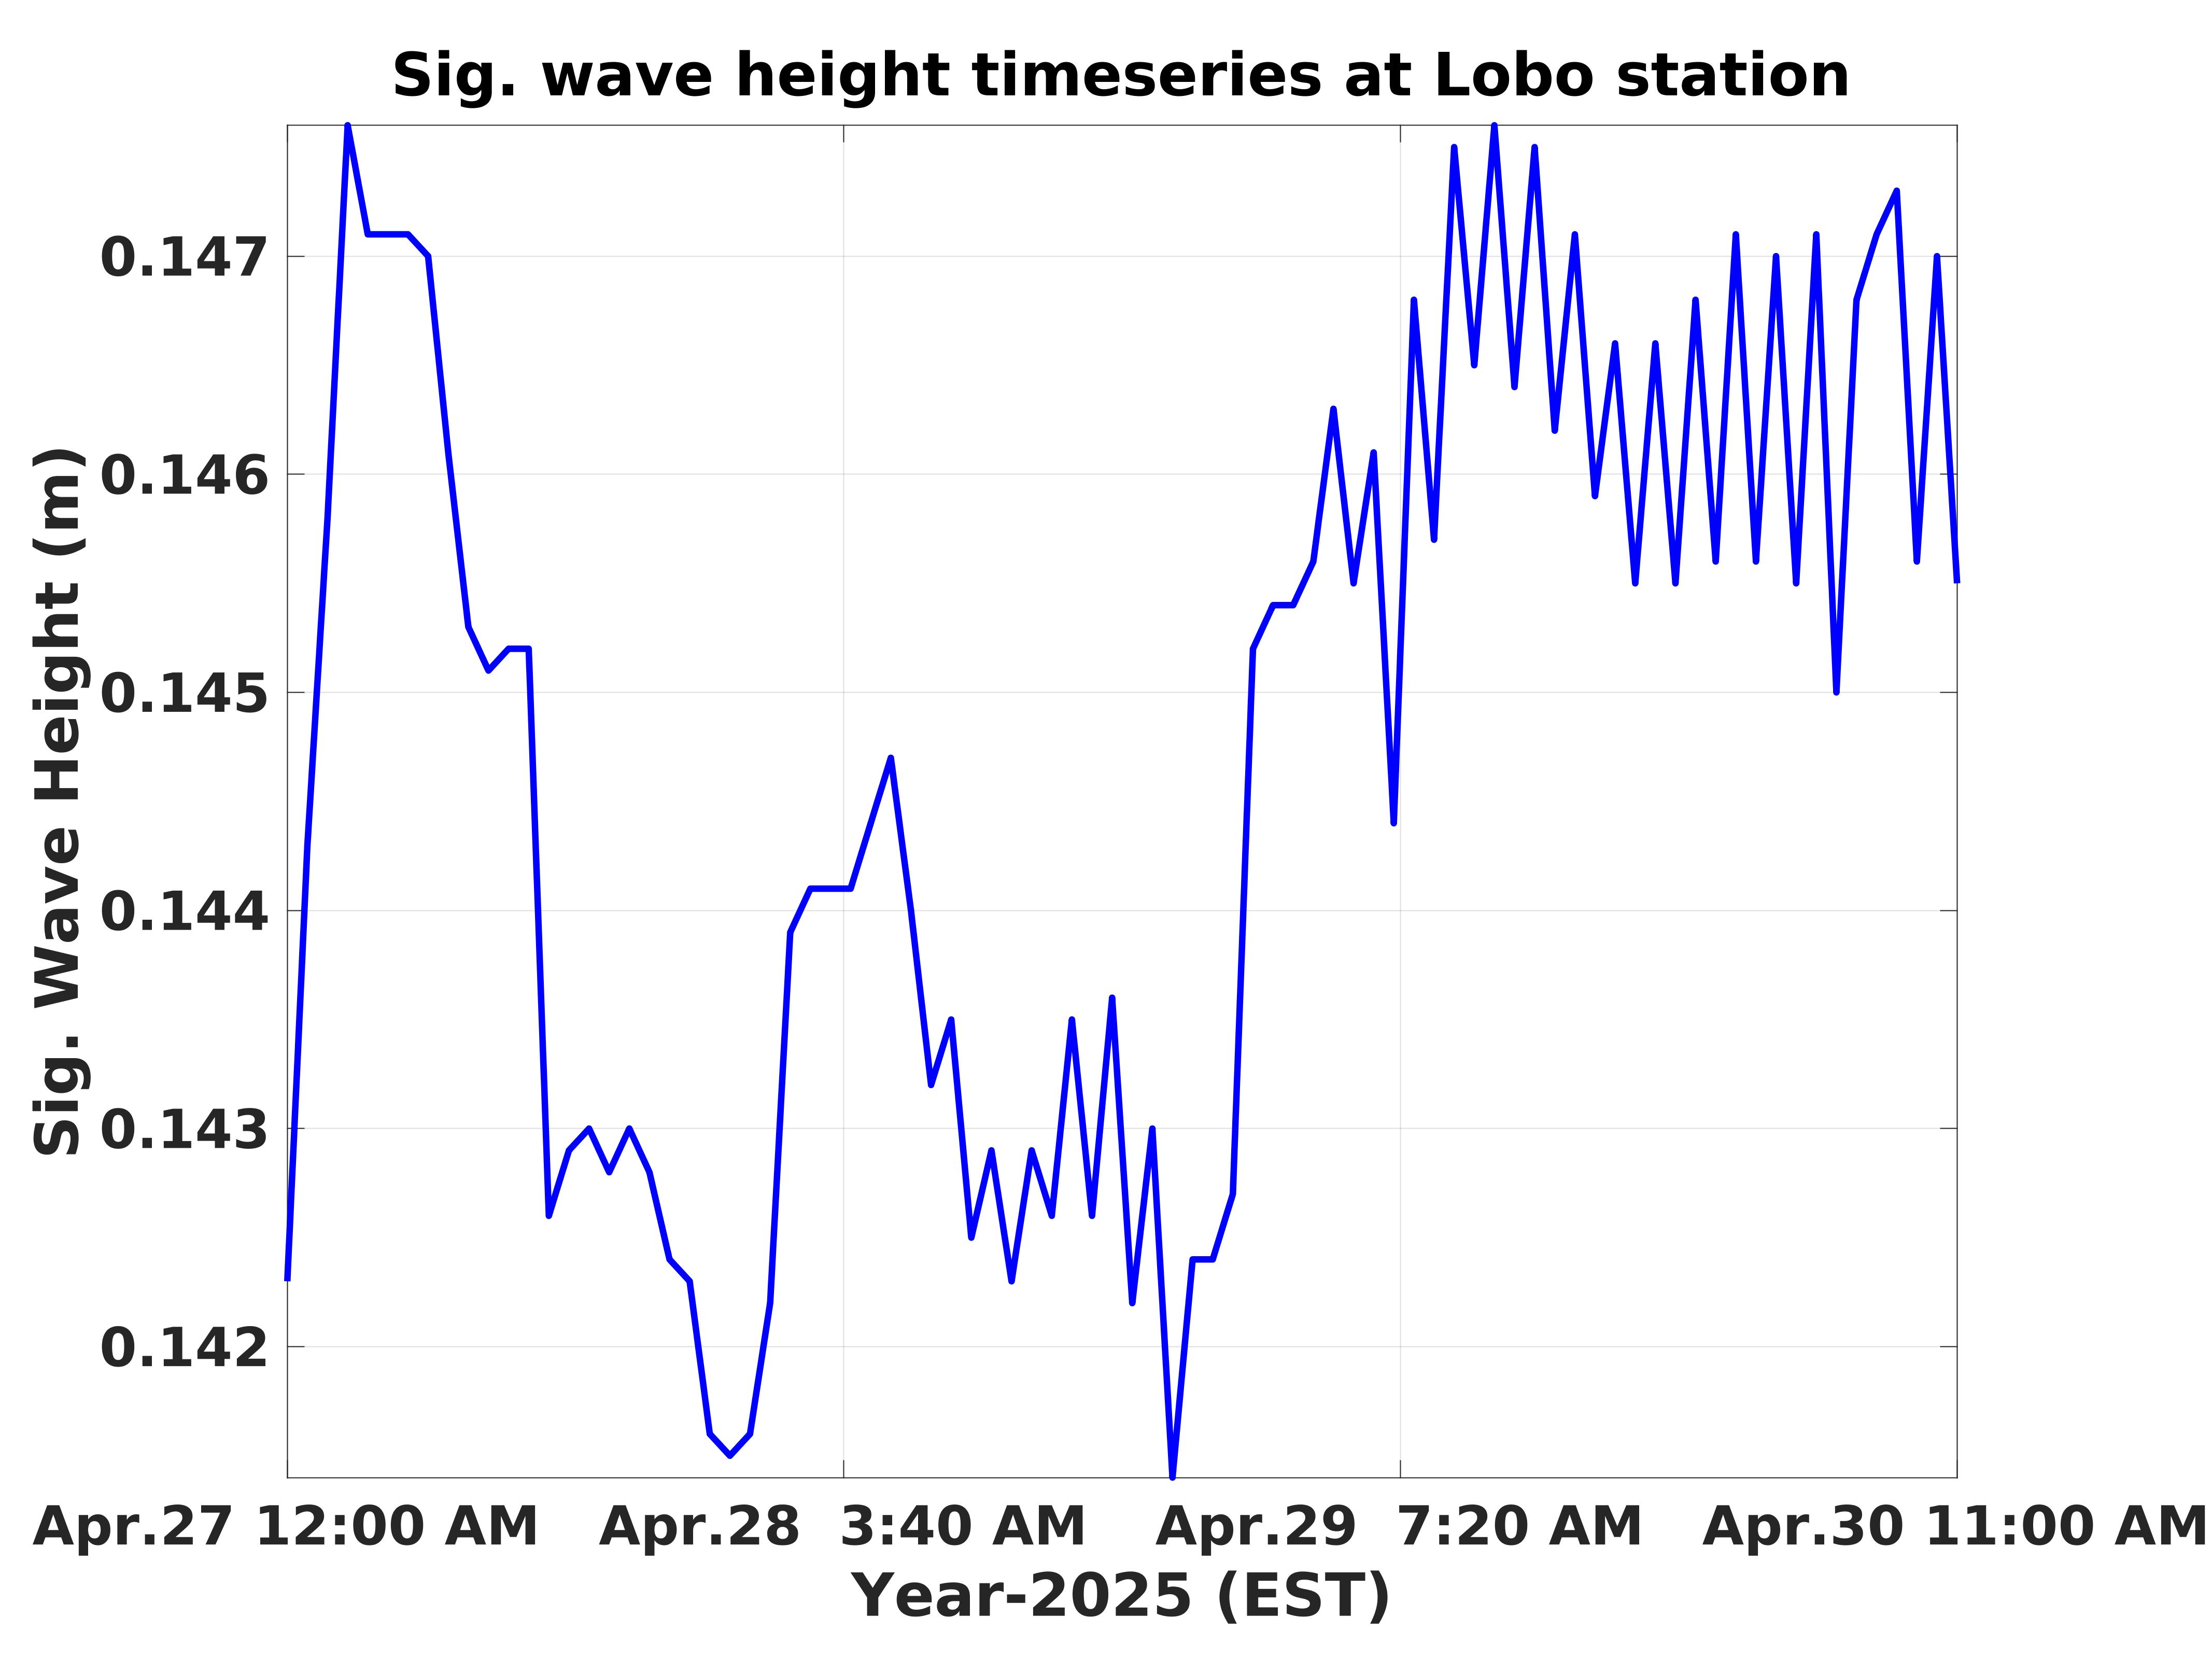 Sig. wave height timeseries at Lobo station
0.147
0.146
0.145
0.144
0.143
0.142
Sig. Wave Height (m)
Apr.27 12:00 AM Apr.28 3:40 AM Apr.29 7:20 AM Apr.30 11:00 AM
Year-2025 (EST)